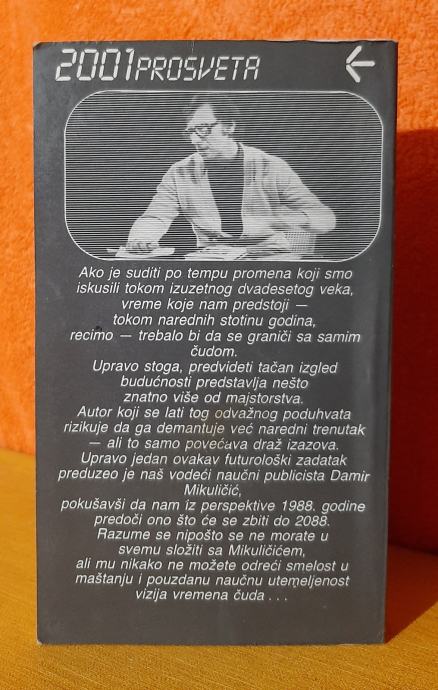 2001 PROSVETA
Ako je suditi po tempu promena koji smo
iskusili tokom izuzetnog dvadesetog veka,
vreme koje nam predstoji —
tokom narednih stotinu godina,
recimo — trebalo bi da se graniči sa samim
čudom.
Upravo stoga, predvideti tačan izgled
budućnosti predstavlja nešto
znatno više od majstorstva.
Autor koji se lati tog odvažnog poduhvata
rizikuje da ga demantuje već naredni trenutak
— ali to samo povećava draž izazova.
Upravo jedan ovakav futurološki zadatak
preduzeo je naš vodeći naučni publicista Damir
Mikuličić,
pokušavši da nam iz perspektive 1988. godine
predoči ono što će se zbiti do 2088.
Razume se nipošto se ne morate u
svemu složiti sa Mikuličićem,
ali mu nikako ne možete odreći smelost u
maštanju i pouzdanu naučnu utemeljenost
vizija vremena čuda . . .